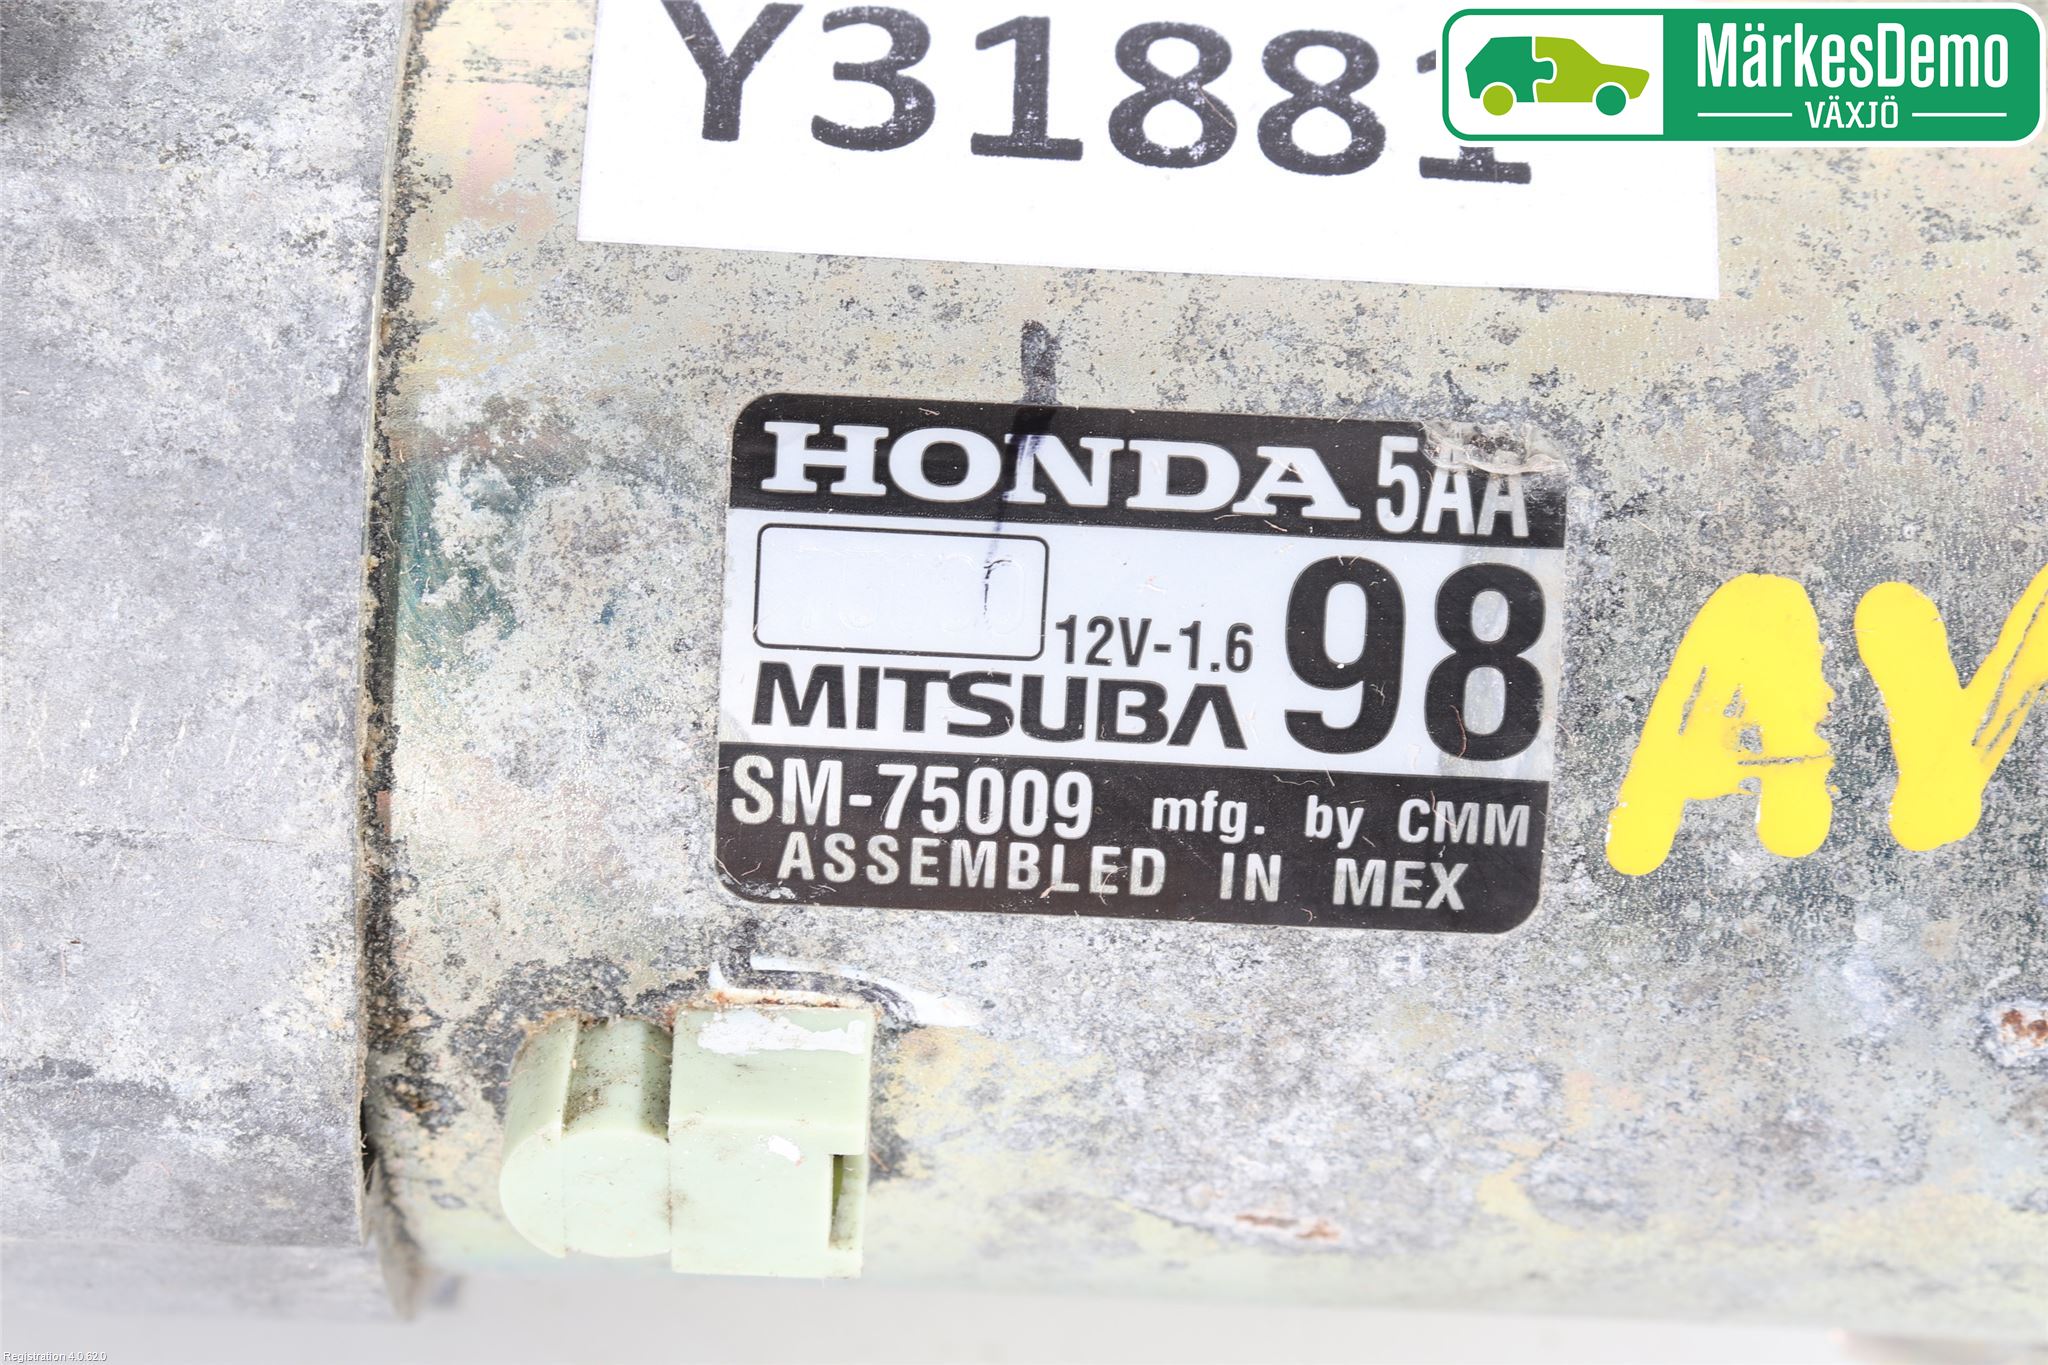 Y31881
MärkesDemo
VÄXJÖ
HONDA 5AA
12V-1.6 98
MITSUBA
SM-75009 mfg. by CMM
ASSEMBLED IN MEX
AY
Registration 4.0.62.0